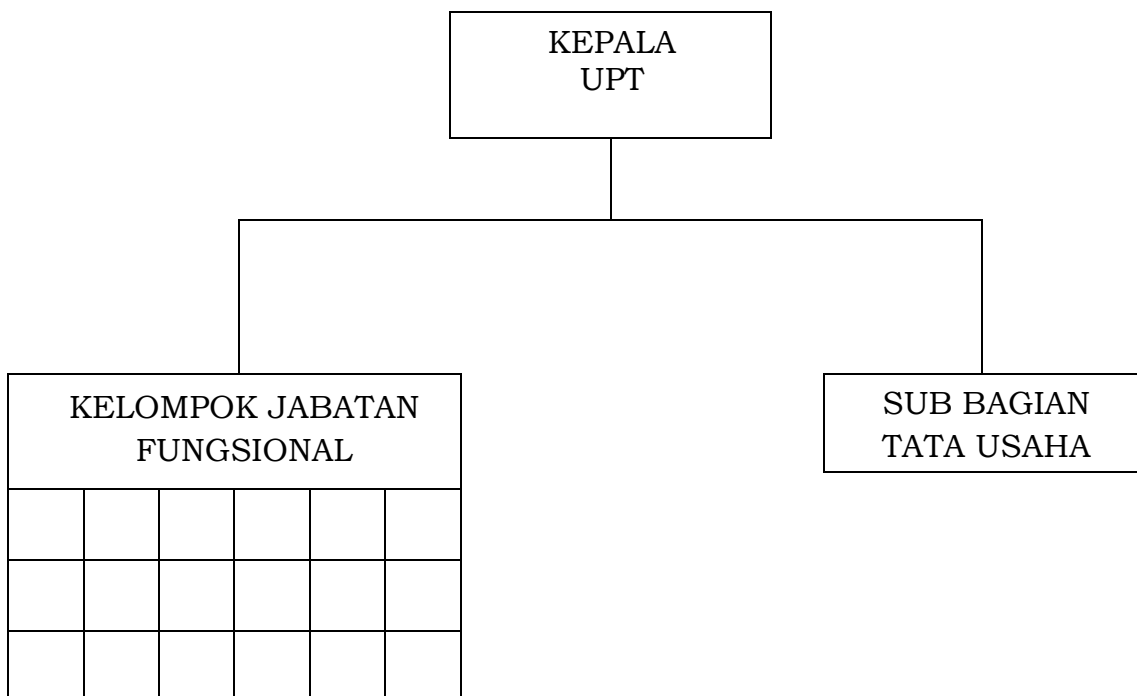 KEPALA
UPT
KELOMPOK JABATAN
FUNGSIONAL
SUB BAGIAN
TATA USAHA